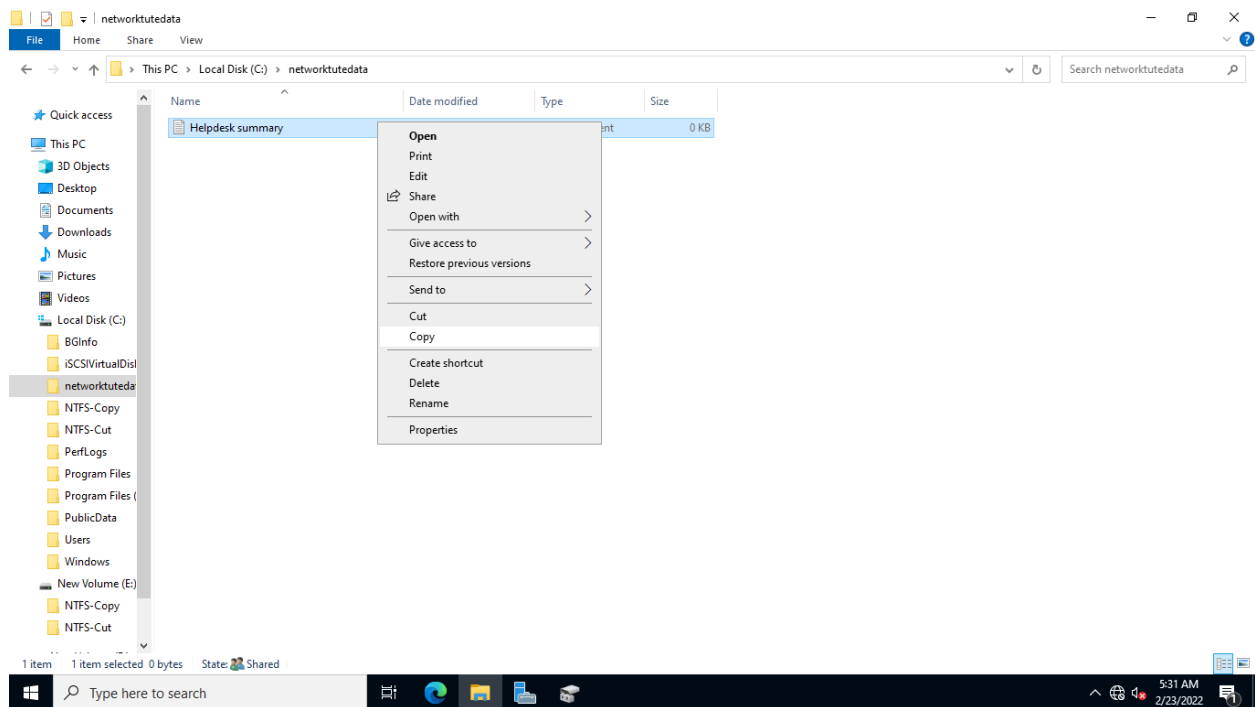 networktutedata
File Home Share View
This PC Local Disk (C:) networktutedata
Search networktutedata
Name Date modified Type Size
Quick access
This PC
3D Objects
Desktop
Documents
Downloads
Music
Pictures
Videos
Local Disk (C:)
BGInfo
iSCSIVirtualDisl
networktutedat
NTFS-Copy
NTFS-Cut
PerfLogs
Program Files
Program Files (
PublicData
Users
Windows
New Volume (E:)
NTFS-Copy
NTFS-Cut
Helpdesk summary ent 0 KB
Open
Print
Edit
Share
Open with
Give access to
Restore previous versions
Send to
Cut
Copy
Create shortcut
Delete
Rename
Properties
1 item 1 item selected 0 bytes State: Shared
Type here to search
5:31 AM
2/23/2022
1